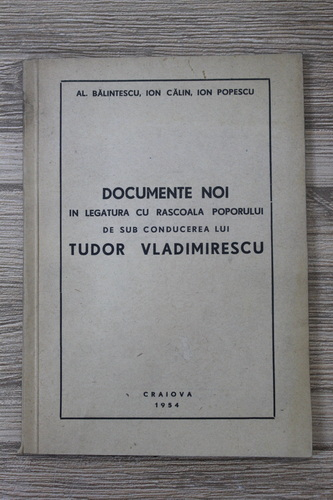 AL. BĂLINTESCU, ION CĂLIN, ION POPESCU
DOCUMENTE NOI
IN LEGATURA CU RASCOALA POPORULUI
DE SUB CONDUCEREA LUI
TUDOR VLADIMIRESCU
CRAIOVA
1954